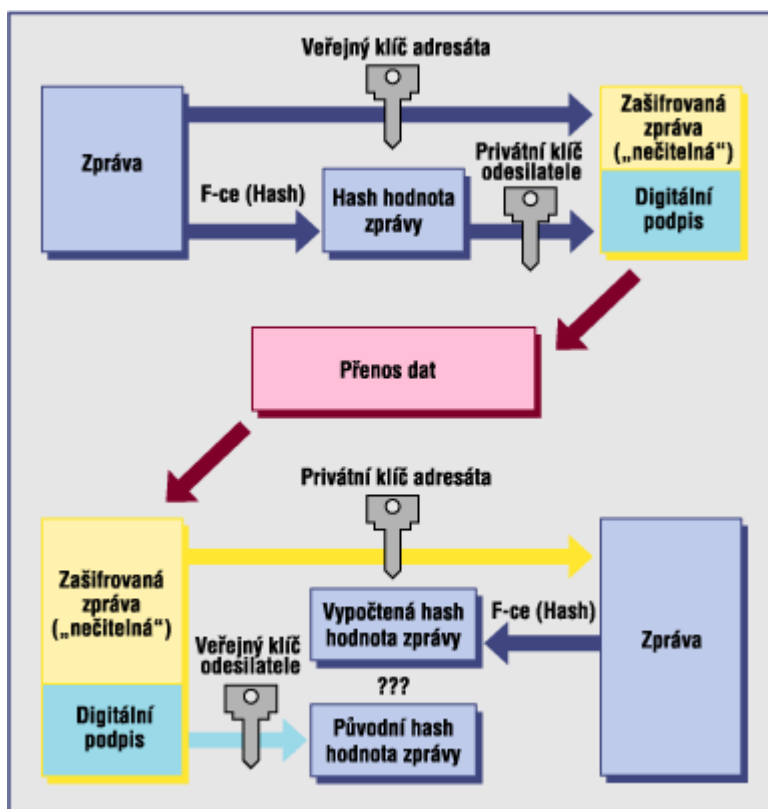 Veřejný klíč adresáta
Zpráva
Zašifrovaná
zpráva
(„nečitelná“)
Privátní klíč
odesilatele
F-ce (Hash)
Hash hodnota
zprávy
Digitální
podpis
Přenos dat
Privátní klíč adresáta
Zašifrovaná
zpráva
(„nečitelná“)
Vypočtená hash
hodnota zprávy
F-ce (Hash)
Zpráva
Veřejný klíč
odesilatele
???
Digitální
podpis
Původní hash
hodnota zprávy